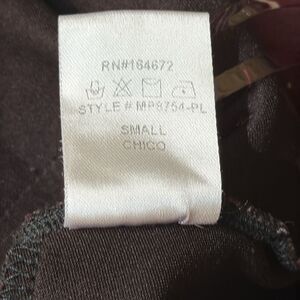 RN#164672
STYLE # MP8754-PL
SMALL
CHICO